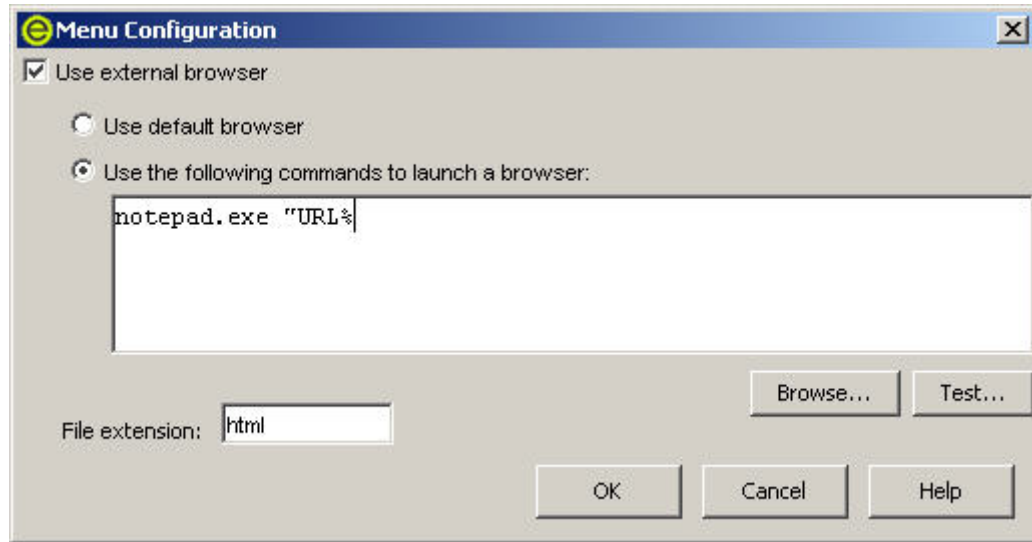 Menu Configuration
Use external browser
Use default browser
Use the following commands to launch a browser:
notepad.exe "URL%
Browse... Test...
File extension: html
OK Cancel Help